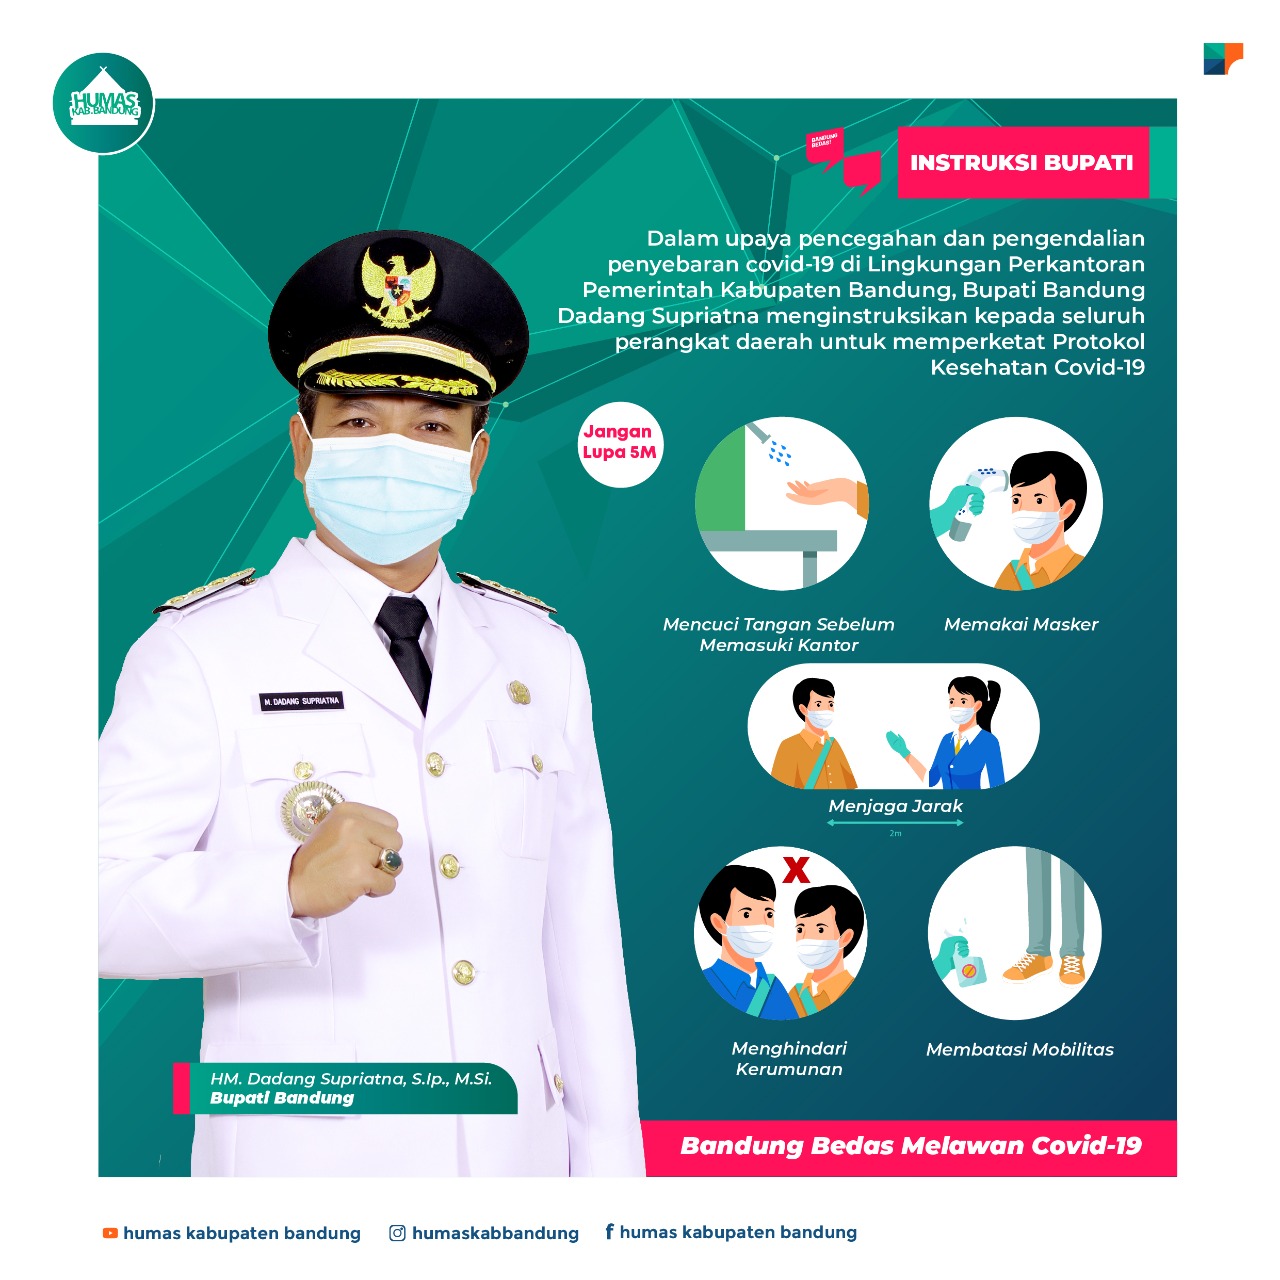 HUMAS
KAB.BANDUNG
BANDUNG
BEDAS!
INSTRUKSI BUPATI
Dalam upaya pencegahan dan pengendalian
penyebaran covid-19 di Lingkungan Perkantoran
Pemerintah Kabupaten Bandung, Bupati Bandung
Dadang Supriatna menginstruksikan kepada seluruh
perangkat daerah untuk memperketat Protokol
Kesehatan Covid-19
Jangan
Lupa 5M
Mencuci Tangan Sebelum
Memasuki Kantor
Memakai Masker
M. DADANG SUPRIATNA
Menjaga Jarak
2m
X
Menghindari
Kerumunan
Membatasi Mobilitas
HM. Dadang Supriatna, S.Ip., M.Si.
Bupati Bandung
Bandung Bedas Melawan Covid-19
humas kabupaten bandung
humaskabbandung
humas kabupaten bandung